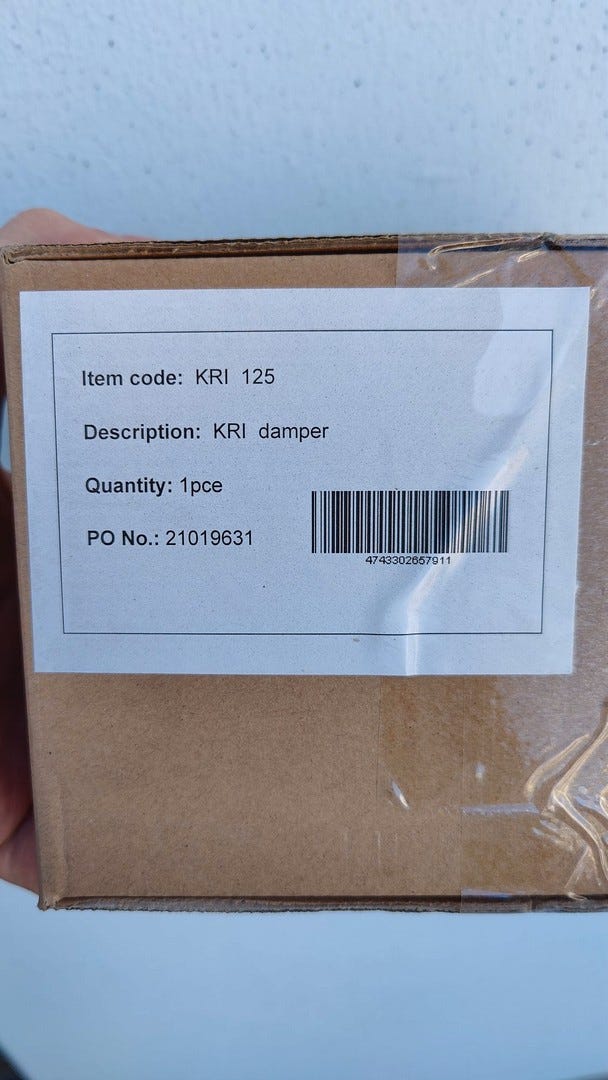 Item code: KRI 125
Description: KRI damper
Quantity: 1pce
PO No.: 21019631
4743302657911